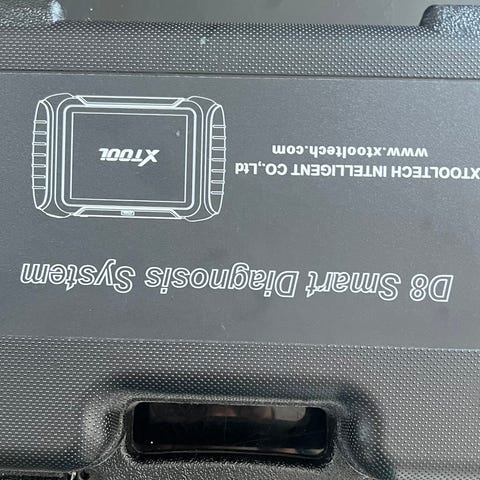 D8 Smart Diagnosis System
XTOOLTECH INTELLIGENT CO.,Ltd
www.xtooltech.com
XTOOL